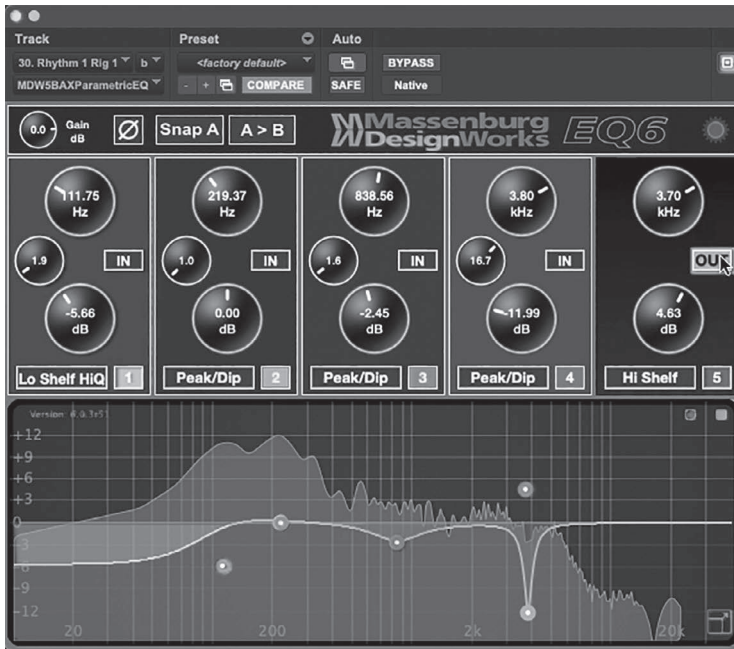 Track Preset Auto
30. Rhythm 1 Rig 1 b <factory default> BYPASS
MDW5BAXParametricEQ - + COMPARE SAFE Native
0.0 Gain dB Ø Snap A A > B Massenburg DesignWorks EQ6
111.75 Hz 219.37 Hz 838.56 Hz 3.80 kHz 3.70 kHz
1.9 IN 1.0 IN 1.6 IN 16.7 IN OUT
-5.66 dB 0.00 dB -2.45 dB -11.99 dB 4.63 dB
Lo Shelf HiQ 1 Peak/Dip 2 Peak/Dip 3 Peak/Dip 4 Hi Shelf 5
Version:
+12
+9
+6
+3
0
-3
-6
-9
-12
20 200 2k 20k